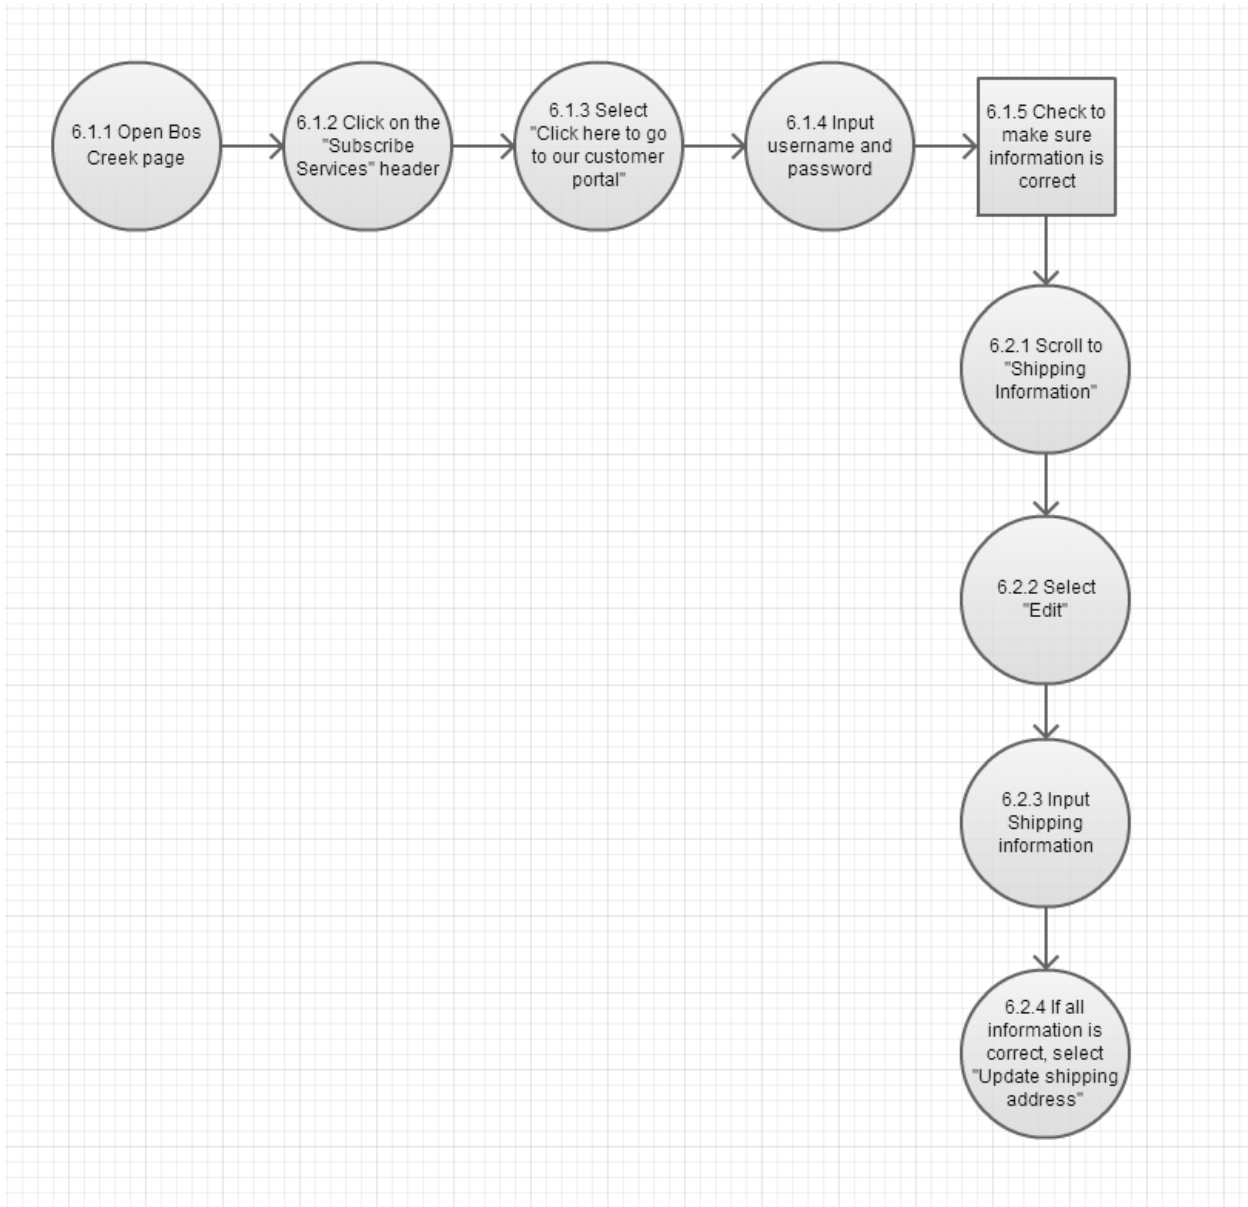 6.1.1 Open Bos
Creek page
6.1.2 Click on the
"Subscribe
Services" header
6.1.3 Select
"Click here to go
to our customer
portal"
6.1.4 Input
username and
password
6.1.5 Check to
make sure
information is
correct
6.2.1 Scroll to
"Shipping
Information"
6.2.2 Select
"Edit"
6.2.3 Input
Shipping
information
6.2.4 If all
information is
correct, select
"Update shipping
address"